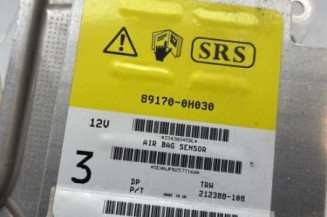 SRS
89170-0H030
12V
AIR BAG SENSOR
3
DP TRW
P/T 212388-108